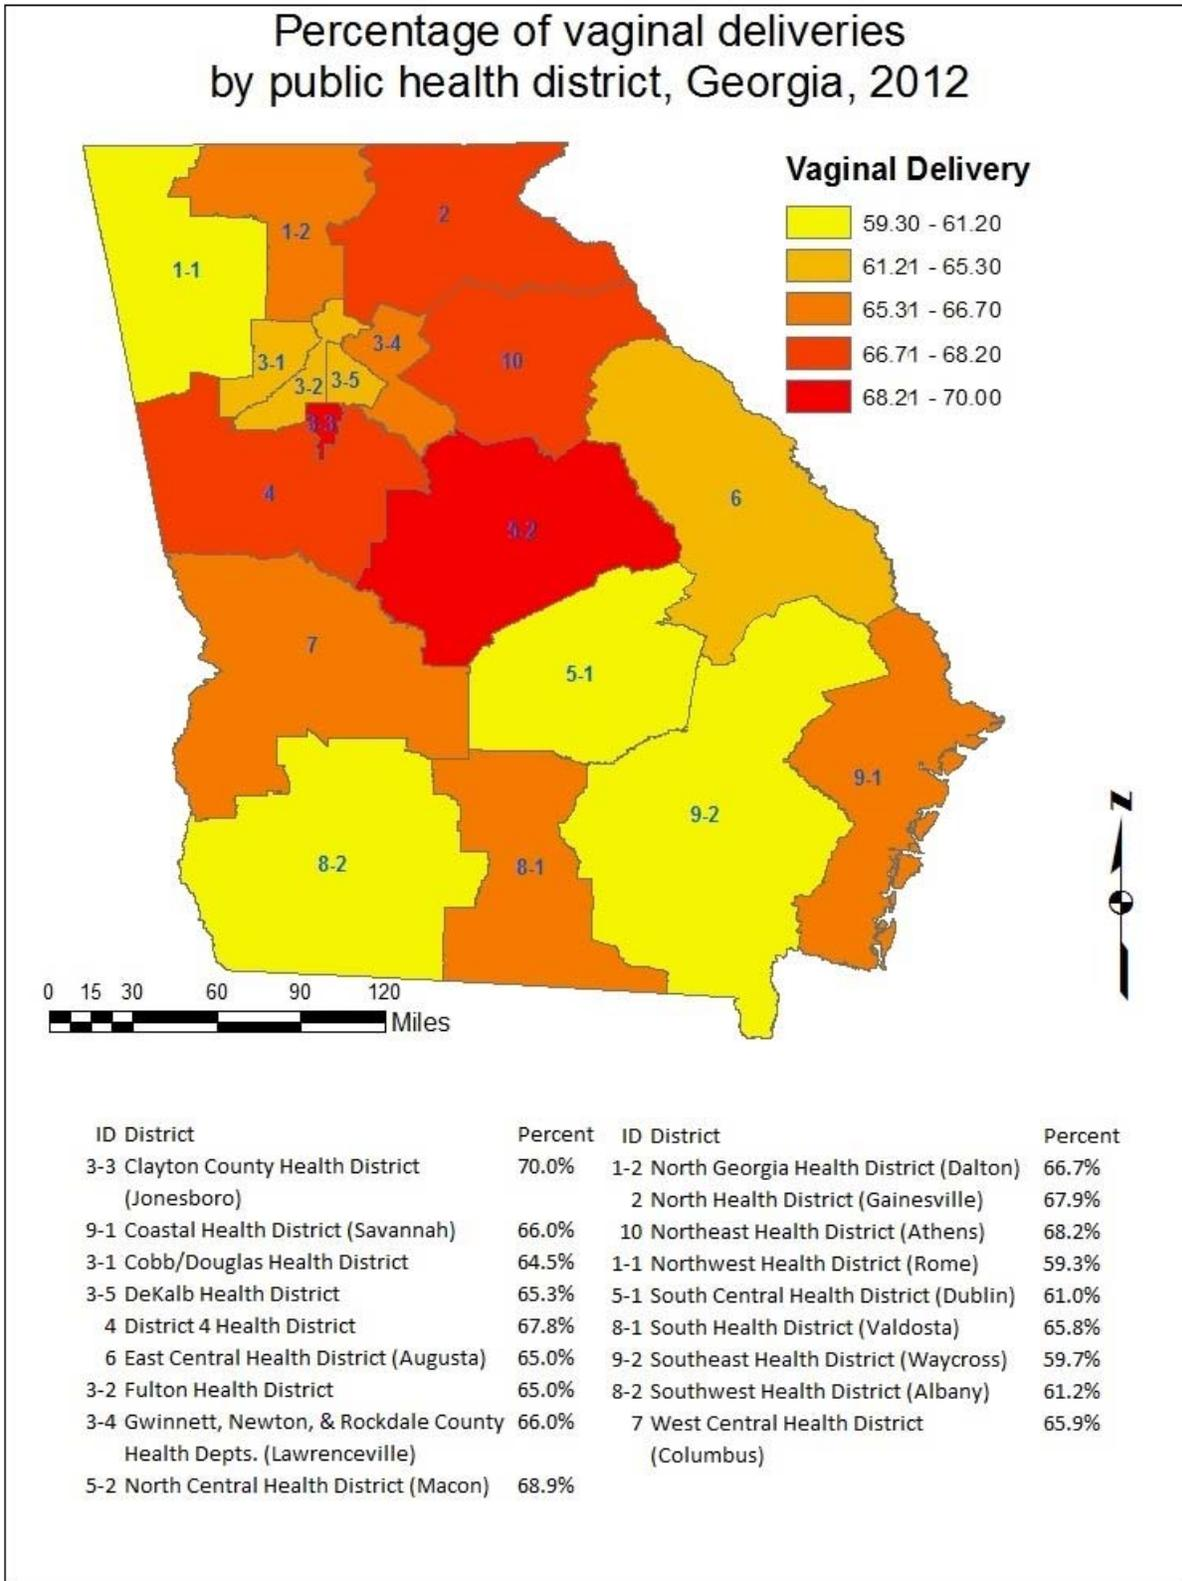 Percentage of vaginal deliveries
by public health district, Georgia, 2012
Vaginal Delivery
59.30 - 61.20
61.21 - 65.30
65.31 - 66.70
66.71 - 68.20
68.21 - 70.00
2
1-2
1-1
3-4
3-1
10
3-5
3-2
3-3
4
6
5-2
7
5-1
9-1
9-2
8-2
8-1
N
0 15 30 60 90 120
Miles
ID District Percent
3-3 Clayton County Health District 70.0%
(Jonesboro)
9-1 Coastal Health District (Savannah) 66.0%
3-1 Cobb/Douglas Health District 64.5%
3-5 DeKalb Health District 65.3%
4 District 4 Health District 67.8%
6 East Central Health District (Augusta) 65.0%
3-2 Fulton Health District 65.0%
3-4 Gwinnett, Newton, & Rockdale County 66.0%
Health Depts. (Lawrenceville)
5-2 North Central Health District (Macon) 68.9%
ID District Percent
1-2 North Georgia Health District (Dalton) 66.7%
2 North Health District (Gainesville) 67.9%
10 Northeast Health District (Athens) 68.2%
1-1 Northwest Health District (Rome) 59.3%
5-1 South Central Health District (Dublin) 61.0%
8-1 South Health District (Valdosta) 65.8%
9-2 Southeast Health District (Waycross) 59.7%
8-2 Southwest Health District (Albany) 61.2%
7 West Central Health District 65.9%
(Columbus)